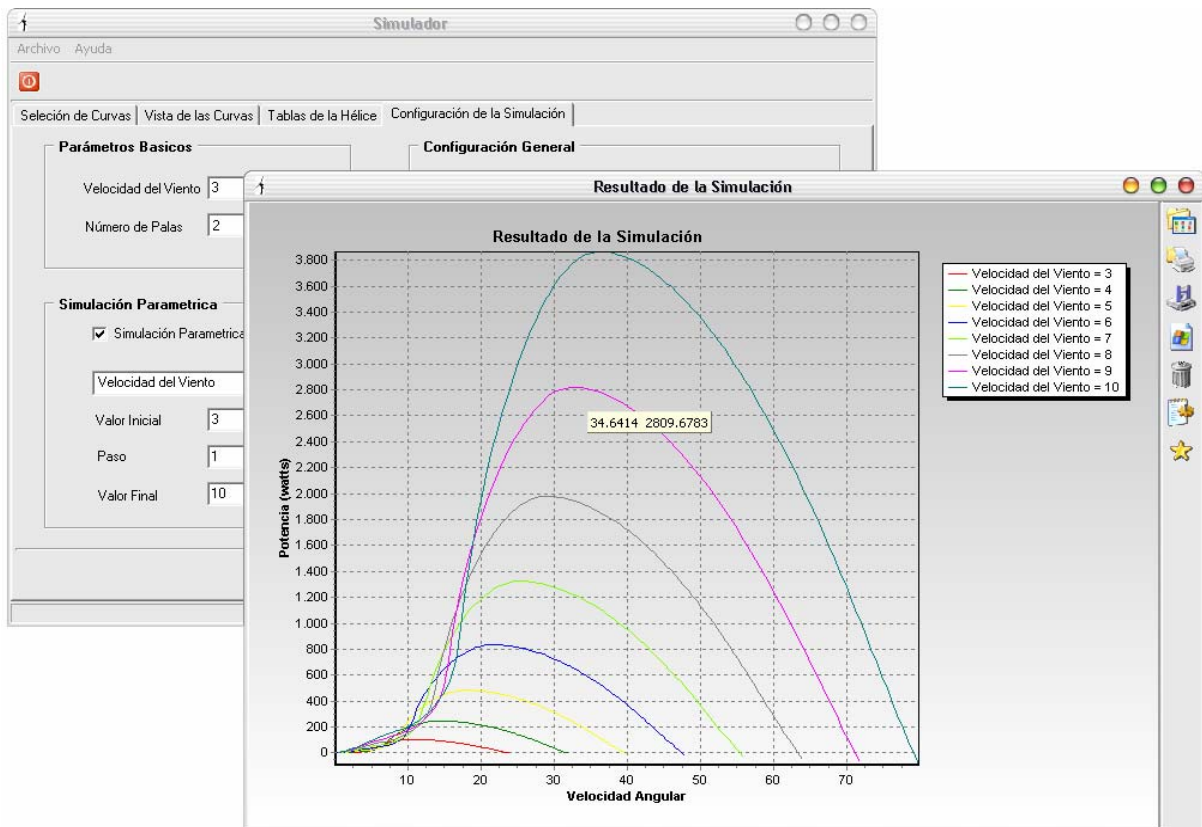 Simulador
Archivo Ayuda
Seleción de Curvas Vista de las Curvas Tablas de la Hélice Configuración de la Simulación
Parámetros Basicos
Configuración General
Velocidad del Viento 3
Número de Palas 2
Simulación Parametrica
Simulación Parametrica
Velocidad del Viento
Valor Inicial 3
Paso 1
Valor Final 10
Resultado de la Simulación
Resultado de la Simulación
3.800
3.600
3.400
3.200
3.000
2.800
2.600
2.400
2.200
2.000
1.800
1.600
1.400
1.200
1.000
800
600
400
200
0
Potencia (watts)
34.6414 2809.6783
10 20 30 40 50 60 70
Velocidad Angular
Velocidad del Viento = 3
Velocidad del Viento = 4
Velocidad del Viento = 5
Velocidad del Viento = 6
Velocidad del Viento = 7
Velocidad del Viento = 8
Velocidad del Viento = 9
Velocidad del Viento = 10